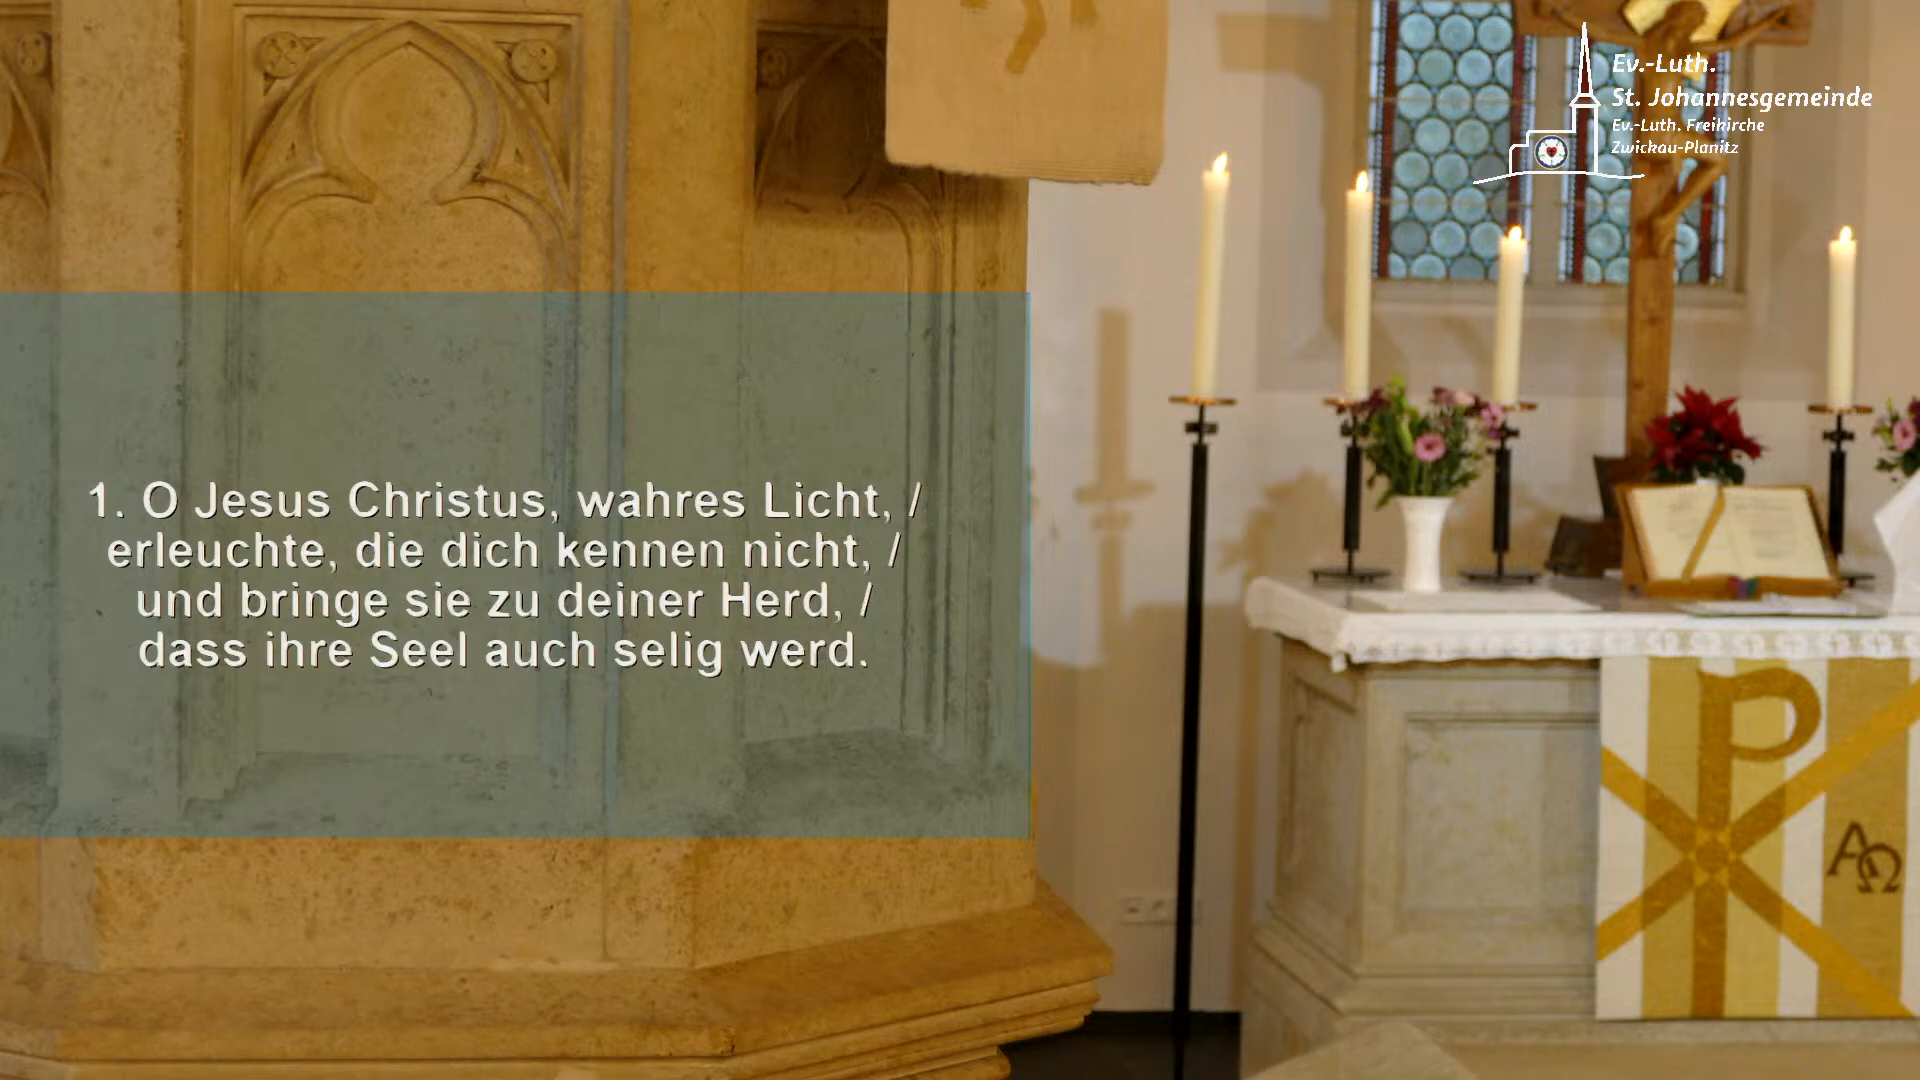 Ev.-Luth.
St. Johannesgemeinde
Ev.-Luth. Freikirche
Zwickau-Planitz
1. O Jesus Christus, wahres Licht, /
erleuchte, die dich kennen nicht, /
und bringe sie zu deiner Herd, /
dass ihre Seel auch selig werd.
ΑΩ